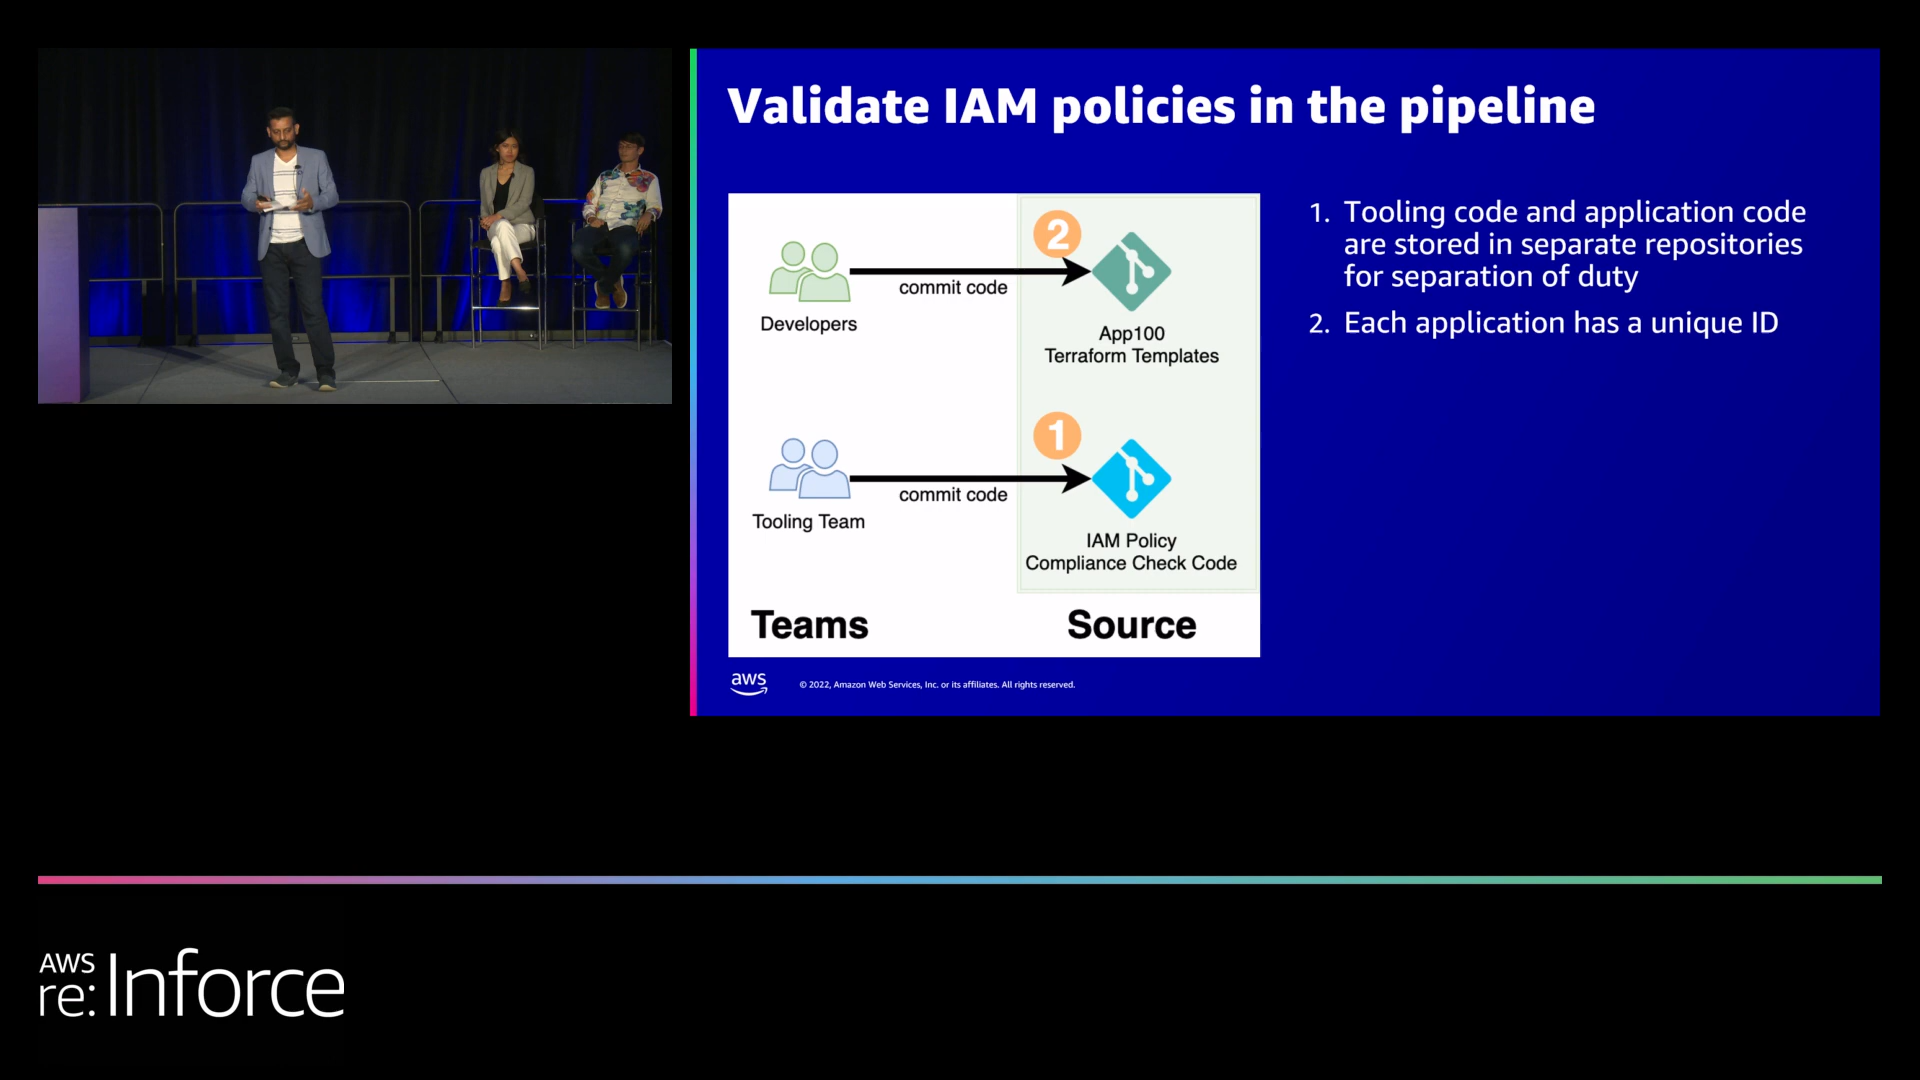 Validate IAM policies in the pipeline
2
commit code
Developers
App100
Terraform Templates
1
commit code
Tooling Team
IAM Policy
Compliance Check Code
Teams
Source
1. Tooling code and application code
are stored in separate repositories
for separation of duty
2. Each application has a unique ID
aws
© 2022, Amazon Web Services, Inc. or its affiliates. All rights reserved.
AWS
re:Inforce